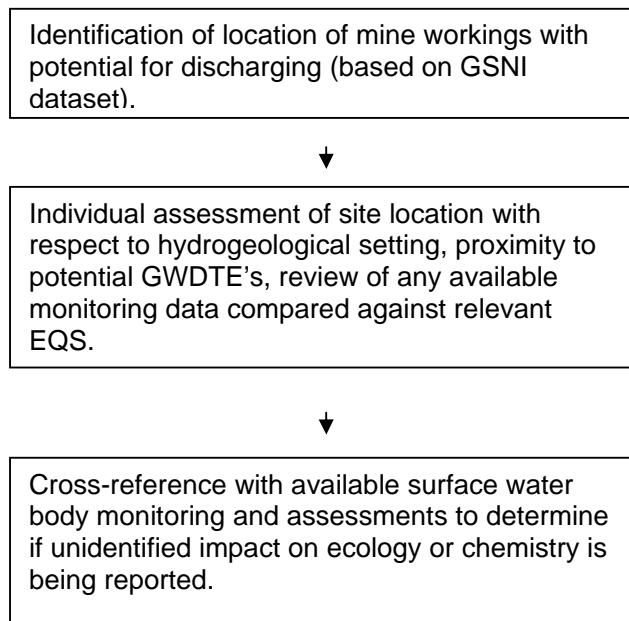 Identification of location of mine workings with
potential for discharging (based on GSNI
dataset).
Individual assessment of site location with
respect to hydrogeological setting, proximity to
potential GWDTE’s, review of any available
monitoring data compared against relevant
EQS.
Cross-reference with available surface water
body monitoring and assessments to determine
if unidentified impact on ecology or chemistry is
being reported.